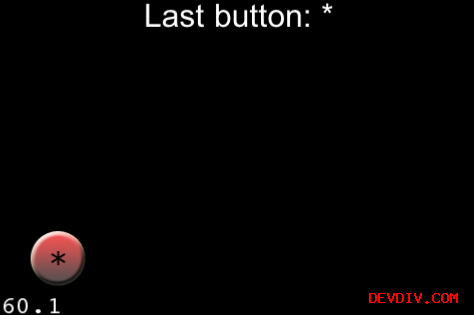 Last button: *
*
60.1
DEVDIV.COM